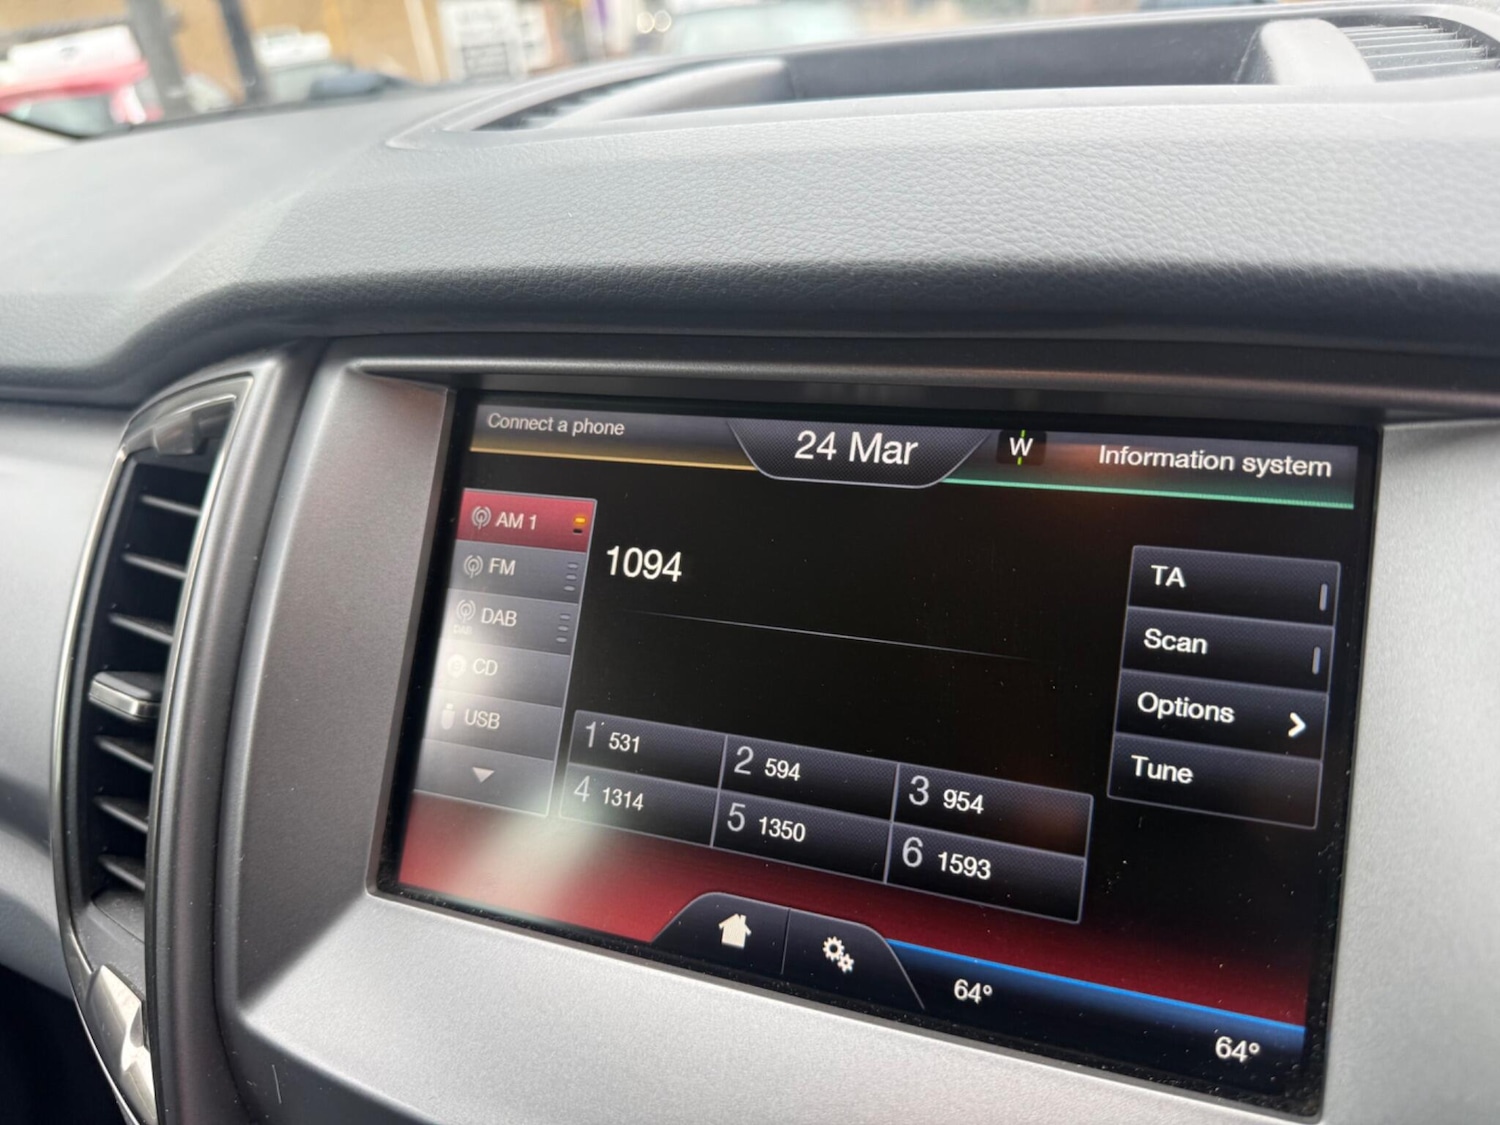 Connect a phone
24 Mar
W
Information system
AM 1
FM
DAB
CD
USB
1094
TA
Scan
Options
Tune
1 531
2 594
3 954
4 1314
5 1350
6 1593
64°
64°